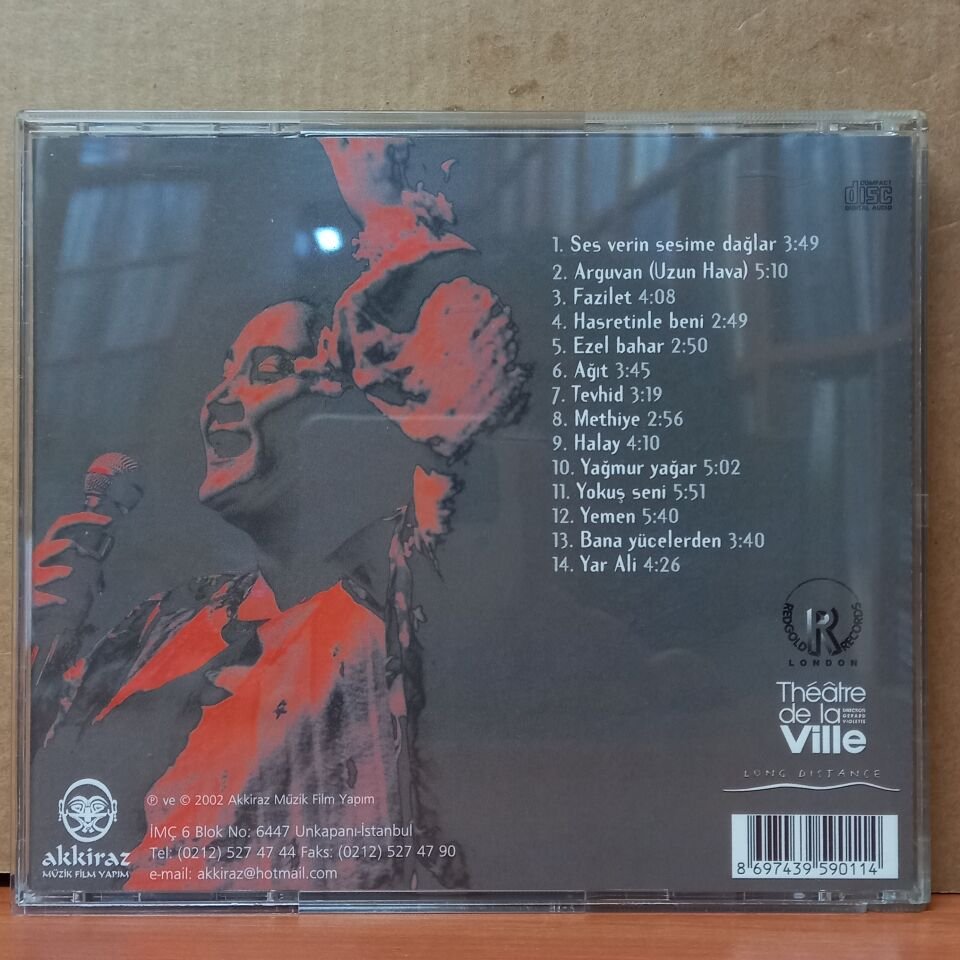 COMPACT
disc
DIGITAL AUDIO
1. Ses verin sesime dağlar 3:49
2. Arguvan (Uzun Hava) 5:10
3. Fazilet 4:08
4. Hasretinle beni 2:49
5. Ezel bahar 2:50
6. Ağıt 3:45
7. Tevhid 3:19
8. Methiye 2:56
9. Halay 4:10
10. Yağmur yağar 5:02
11. Yokuş seni 5:51
12. Yemen 5:40
13. Bana yücelerden 3:40
14. Yar Ali 4:26
REDGOLD R RECORDS
LONDON
Théâtre
de la
Ville
DIRECTION
GERARD
VIOLETTE
LONG DISTANCE
℗ ve © 2002 Akkiraz Müzik Film Yapım
İMÇ 6 Blok No: 6447 Unkapanı-İstanbul
Tel: (0212) 527 47 44 Faks: (0212) 527 47 90
e-mail: akkiraz@hotmail.com
akkiraz
MÜZİK FİLM YAPIM
8 697439 590114